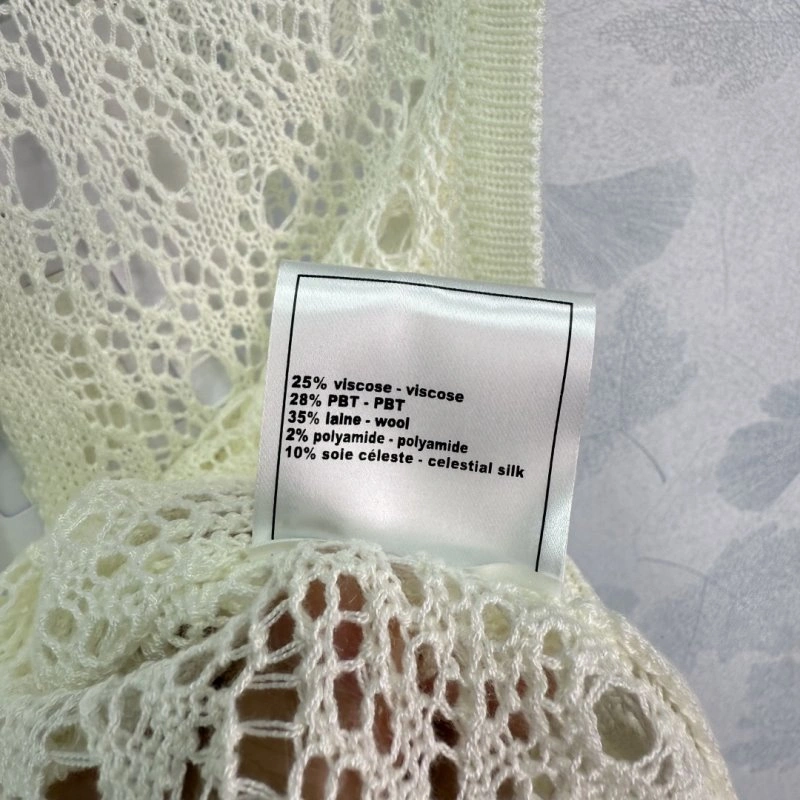 25% viscose - viscose
28% PBT - PBT
35% laine - wool
2% polyamide - polyamide
10% soie céleste - celestial silk